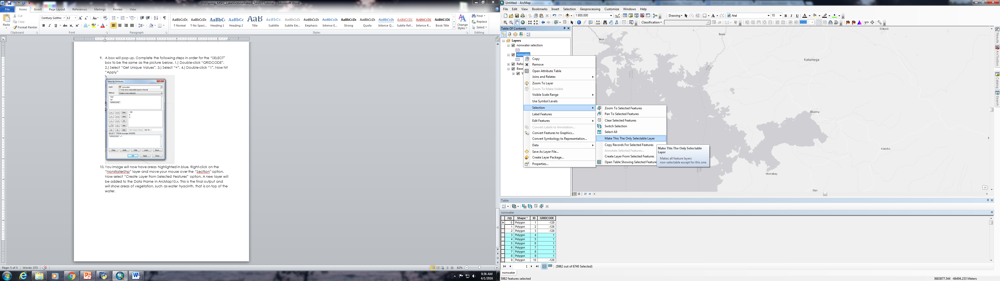 2016Spring_MSFC_LakeVictoriaWaterII_SAVDTTutorial - Microsoft Word
File Home Insert Page Layout References Mailings Review View
Paste
Cut
Copy
Format Painter
Clipboard
Century Gothic 12
Font
Paragraph
AaBbCcDc AaBbCcDc AaBbC AaBbCc AaB AaBbCc. AaBbCcDc AaBbCcDc AaBbCcDc AaBbCcDc AaBbCcDc AABBCCDC AABBCCDC AABBCCDC
¶ Normal ¶ No Spaci... Heading 1 Heading 2 Title Subtitle Subtle Em... Emphasis Intense E... Strong Quote Intense Q... Subtle Ref... Intense R... Book Title
Change Styles
Styles
Find
Replace
Select
Editing
9. A box will pop up. Complete the following steps in order for the “SELECT”
box to be the same as the picture below. 1.) Double-click “GRIDCODE”.
2.) Select “Get Unique Values”. 3.) Select “=”. 4.) Double-click “1”. Now hit
“Apply”
Select By Attributes
Layer: nonwater
Only show selectable layers in this list
Method: Create a new selection
"FID"
"ID"
"GRIDCODE"
= <> Like
> >= And
< <= Or
Not
Is In Null Get Unique Values Go To:
-128
0
1
SELECT * FROM nonwater WHERE:
"GRIDCODE" = 1
Clear Verify Help Load... Save...
OK Apply Close
10. You image will now have areas highlighted in blue. Right-click on the
“NonWaterShp” layer and move your mouse over the “Secltion” option.
Now select “Create Layer from Selected Features” option. A new layer will
be added to the Data Frame in ArcMap10.x. This is the final output and
will show areas of vegetation, such as water hyacinth, that is on top of the
water.
Page: 5 of 5 Words: 373
82%
9:36 AM
4/1/2016
Untitled - ArcMap
File Edit View Bookmarks Insert Selection Geoprocessing Customize Windows Help
1:800,000
Drawing
Arial 10 B I U A
Classification
Table Of Contents
Layers
nonwater selection
nonwater
Refer
Base
Copy
Remove
Open Attribute Table
Joins and Relates
Zoom To Layer
Zoom To Make Visible
Visible Scale Range
Use Symbol Levels
Selection
Label Features
Edit Features
Convert Labels to Annotation...
Convert Features to Graphics...
Convert Symbology to Representation...
Data
Save As Layer File...
Create Layer Package...
Properties...
Zoom To Selected Features
Pan To Selected Features
Clear Selected Features
Switch Selection
Select All
Make This The Only Selectable Layer
Copy Records For Selected Features
Annotate Selected Features...
Create Layer From Selected Features
Open Table Showing Selected Feature
Make This The Only Selectable
Layer
Makes all feature layers
non-selectable except for this one
Eldoret
Busia
Kakamega
Kisumu
Kericho
Homabay
Results
ArcToolbox
Catalog
Search
Table
nonwater
FID Shape * ID GRIDCODE
0 Polygon 1 -128
1 Polygon 2 -128
2 Polygon 3 -128
3 Polygon 4 1
4 Polygon 5 1
5 Polygon 6 1
6 Polygon 7 1
7 Polygon 8 1
8 Polygon 9 1
9 Polygon 10 -128
1 (5982 out of 6740 Selected)
nonwater
5982 features selected
3683877.544 -66494.233 Meters